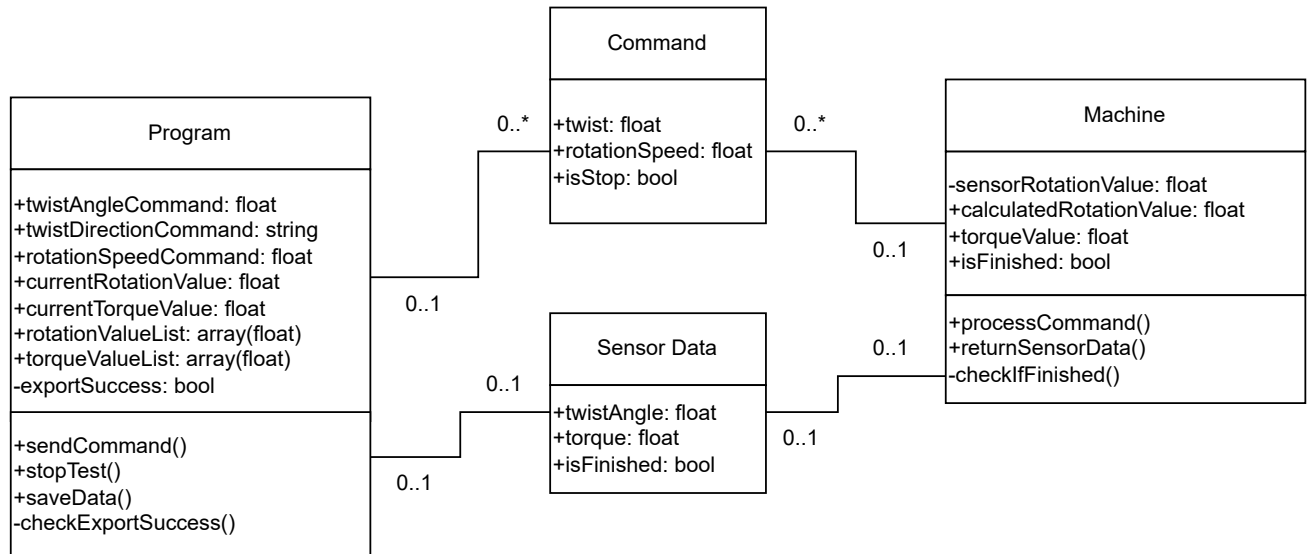 Program
+twistAngleCommand: float
+twistDirectionCommand: string
+rotationSpeedCommand: float
+currentRotationValue: float
+currentTorqueValue: float
+rotationValueList: array(float)
+torqueValueList: array(float)
-exportSuccess: bool
+sendCommand()
+stopTest()
+saveData()
-checkExportSuccess()
0..1
0..*
0..1
0..1
Command
+twist: float
+rotationSpeed: float
+isStop: bool
Sensor Data
+twistAngle: float
+torque: float
+isFinished: bool
0..*
0..1
0..1
0..1
Machine
-sensorRotationValue: float
+calculatedRotationValue: float
+torqueValue: float
+isFinished: bool
+processCommand()
+returnSensorData()
-checkIfFinished()